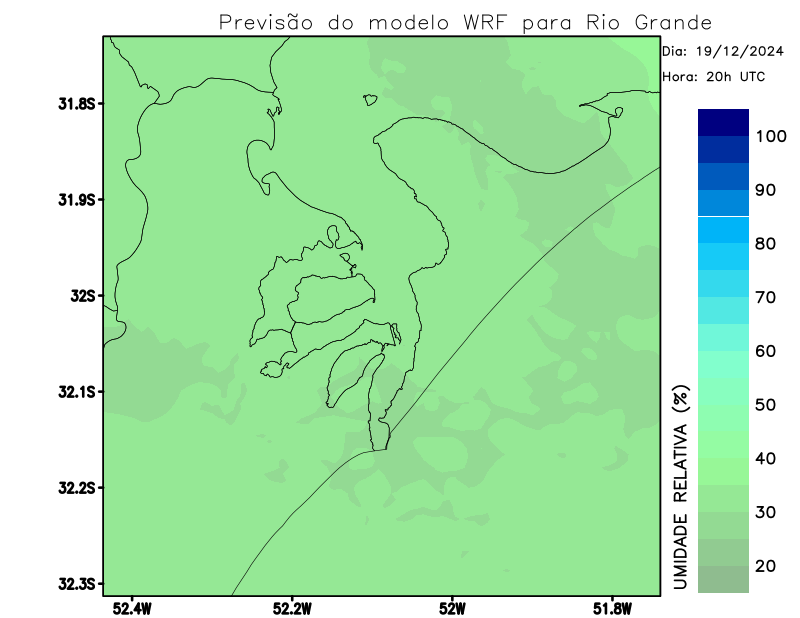 Previsão do modelo WRF para Rio Grande
Dia: 19/12/2024
Hora: 20h UTC
31.8S
31.9S
32S
32.1S
32.2S
32.3S
52.4W
52.2W
52W
51.8W
100
90
80
70
60
50
40
30
20
UMIDADE RELATIVA (%)